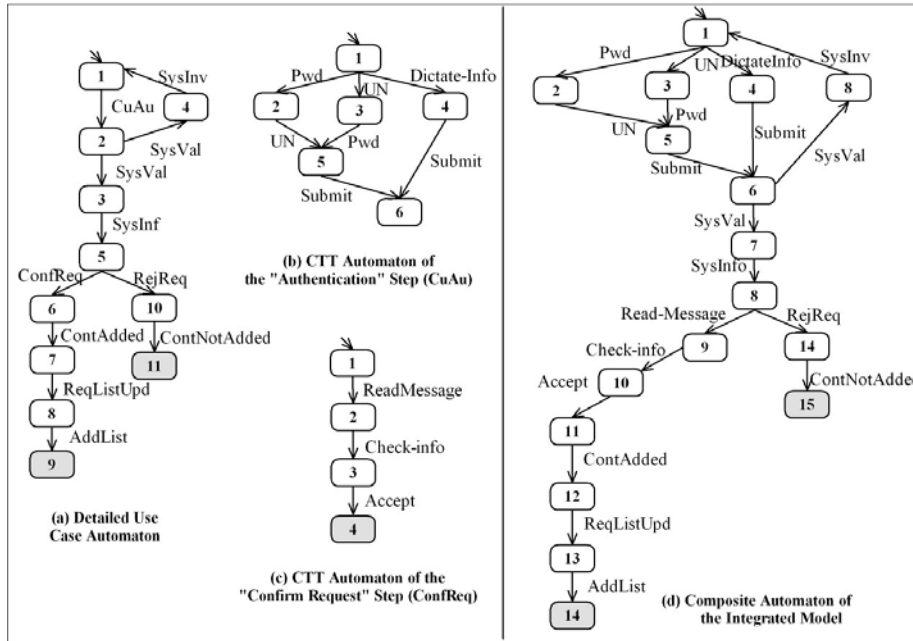 1
SysInv
CuAu
4
2
SysVal
SysVal
3
SysInf
5
ConfReq
RejReq
6
10
ContAdded
ContNotAdded
7
11
ReqListUpd
8
AddList
9
(a) Detailed Use
Case Automaton
1
Pwd
UN
Dictate-Info
2
3
4
UN
Pwd
Submit
5
Submit
6
(b) CTT Automaton of
the "Authentication" Step (CuAu)
1
ReadMessage
2
Check-info
3
Accept
4
(c) CTT Automaton of the
"Confirm Request" Step (ConfReq)
1
Pwd
UN
DictateInfo
SysInv
2
3
4
8
Pwd
UN
5
Submit
Submit
SysVal
6
SysVal
7
SysInfo
8
Read-Message
RejReq
9
14
Check-info
ContNotAdded
10
15
Accept
11
ContAdded
12
ReqListUpd
13
AddList
14
(d) Composite Automaton of
the Integrated Model